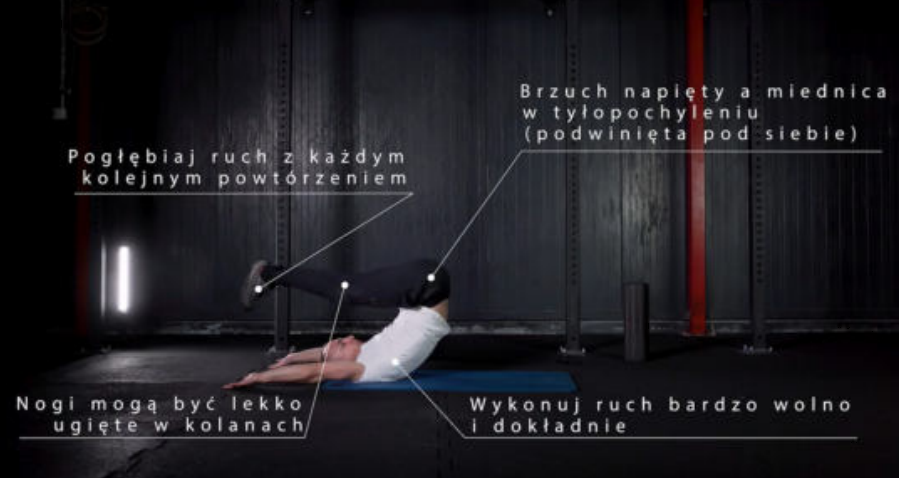 Brzuch napięty a miednica
w tyłopochyleniu
(podwinięta pod siebie)
Pogłębiaj ruch z każdym
kolejnym powtórzeniem
Nogi mogą być lekko
ugięte w kolanach
Wykonuj ruch bardzo wolno
i dokładnie